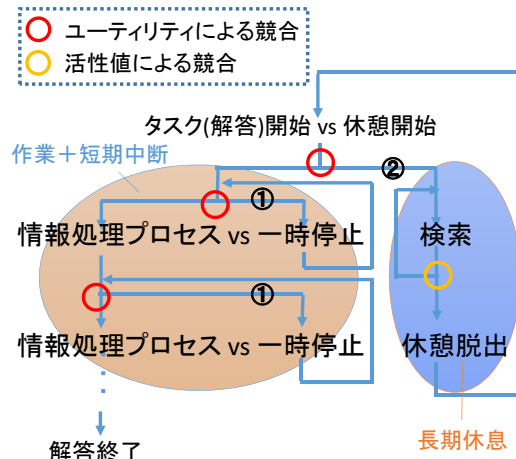 ユーティリティによる競合
活性値による競合
タスク(解答)開始 vs 休憩開始
作業＋短期中断
②
①
情報処理プロセス vs 一時停止
検索
①
情報処理プロセス vs 一時停止
休憩脱出
長期休息
解答終了